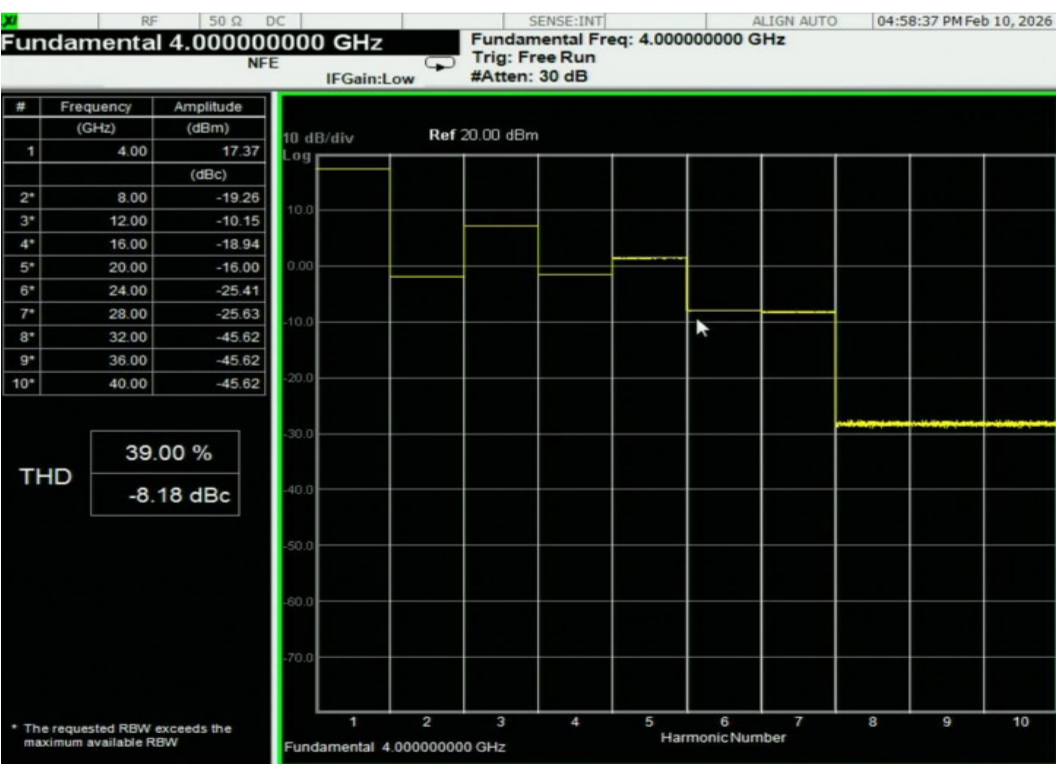 XI RF 50 Ω DC SENSE:INT ALIGN AUTO 04:58:37 PM Feb 10, 2026
Fundamental 4.000000000 GHz
Fundamental Freq: 4.000000000 GHz
NFE
Trig: Free Run
IFGain:Low
#Atten: 30 dB
# Frequency Amplitude
(GHz) (dBm)
1 4.00 17.37
(dBc)
2* 8.00 -19.26
3* 12.00 -10.15
4* 16.00 -18.94
5* 20.00 -16.00
6* 24.00 -25.41
7* 28.00 -25.63
8* 32.00 -45.62
9* 36.00 -45.62
10* 40.00 -45.62
THD
39.00 %
-8.18 dBc
* The requested RBW exceeds the
maximum available RBW
10 dB/div Ref 20.00 dBm
Log
10.0
0.00
-10.0
-20.0
-30.0
-40.0
-50.0
-60.0
-70.0
1 2 3 4 5 6 7 8 9 10
Harmonic Number
Fundamental 4.000000000 GHz